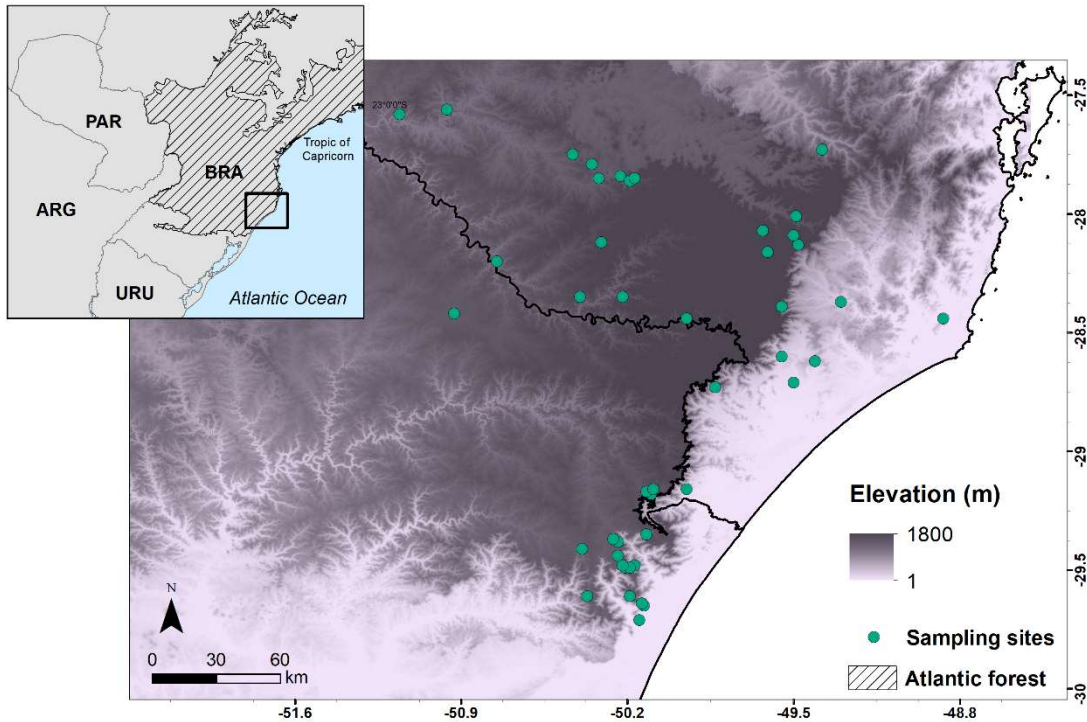 PAR
BRA
ARG
URU
Tropic of
Capricorn
Atlantic Ocean
23°0'0"S
-27.5
-28
-28.5
-29
-29.5
-30
Elevation (m)
1800
1
Sampling sites
Atlantic forest
N
0 30 60
km
-51.6 -50.9 -50.2 -49.5 -48.8